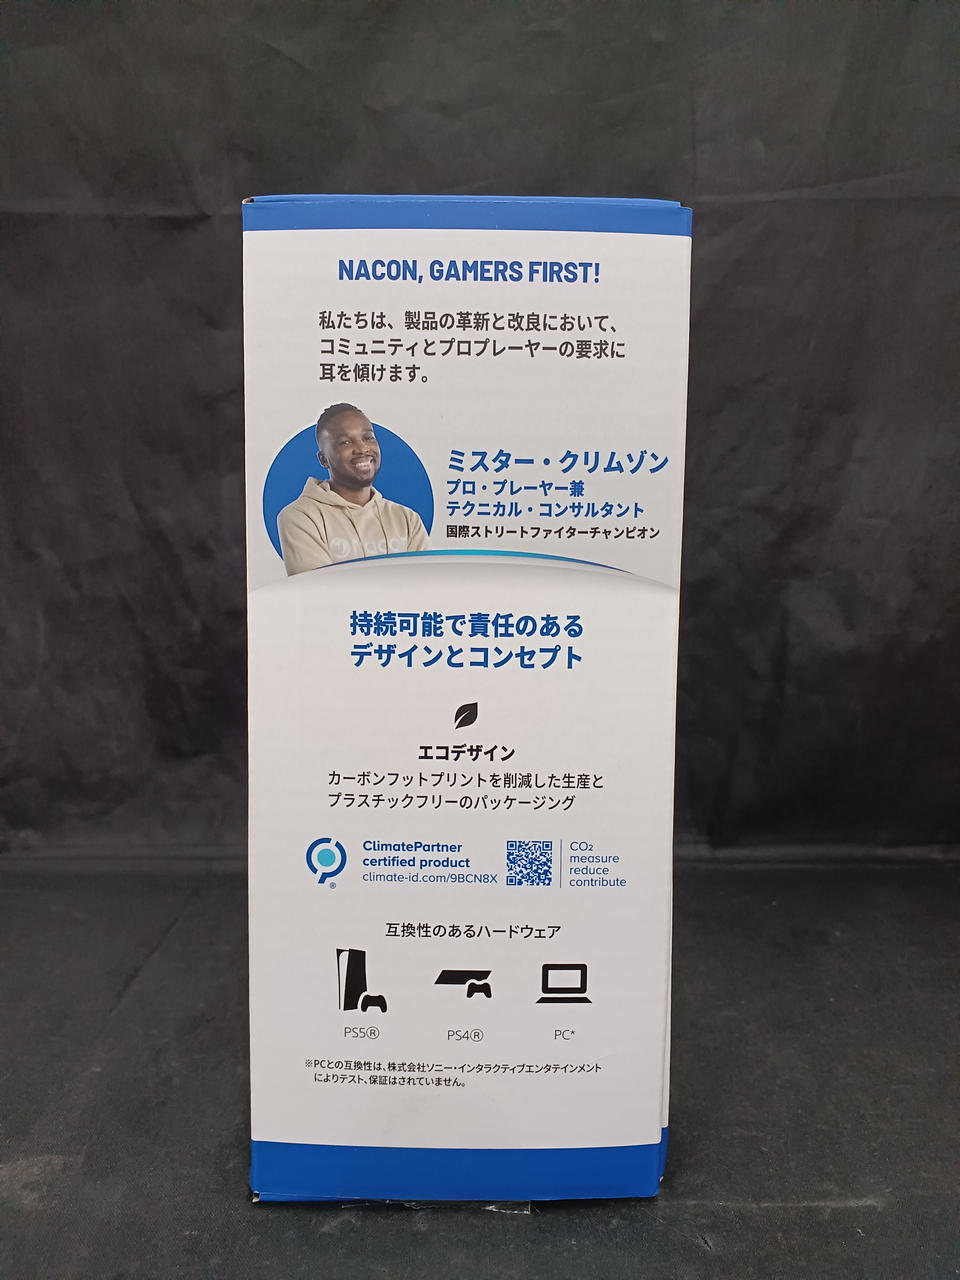 NACON, GAMERS FIRST!
私たちは、製品の革新と改良において、
コミュニティとプロプレーヤーの要求に
耳を傾けます。
ミスター・クリムゾン
プロ・プレーヤー兼
テクニカル・コンサルタント
国際ストリートファイターチャンピオン
nacon
持続可能で責任のある
デザインとコンセプト
エコデザイン
カーボンフットプリントを削減した生産と
プラスチックフリーのパッケージング
ClimatePartner
certified product
climate-id.com/9BCN8X
®
CO₂
measure
reduce
contribute
互換性のあるハードウェア
PS5®
PS4®
PC*
※PCとの互換性は、株式会社ソニー・インタラクティブエンタテインメント
によりテスト、保証はされていません。